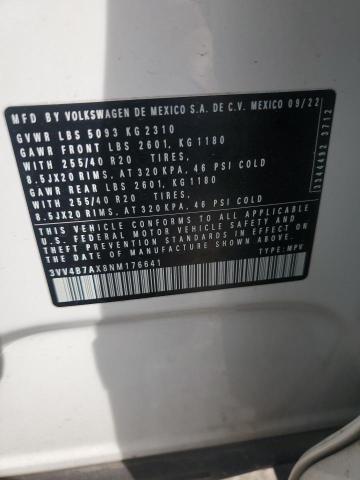 MFD BY VOLKSWAGEN DE MEXICO S.A. DE C.V. MEXICO 09/22
GVWR LBS 5093 KG 2310
GAWR FRONT LBS 2601, KG 1180
WITH 255/40 R20 TIRES,
8.5JX20 RIMS, AT 320 KPA, 46 PSI COLD
GAWR REAR LBS 2601, KG 1180
WITH 255/40 R20 TIRES,
8.5JX20 RIMS, AT 320 KPA, 46 PSI COLD
THIS VEHICLE CONFORMS TO ALL APPLICABLE
U.S. FEDERAL MOTOR VEHICLE SAFETY AND
THEFT PREVENTION STANDARDS IN EFFECT ON
THE DATE OF MANUFACTURE SHOWN ABOVE.
3VV4B7AX8NM176641 TYPE: MPV